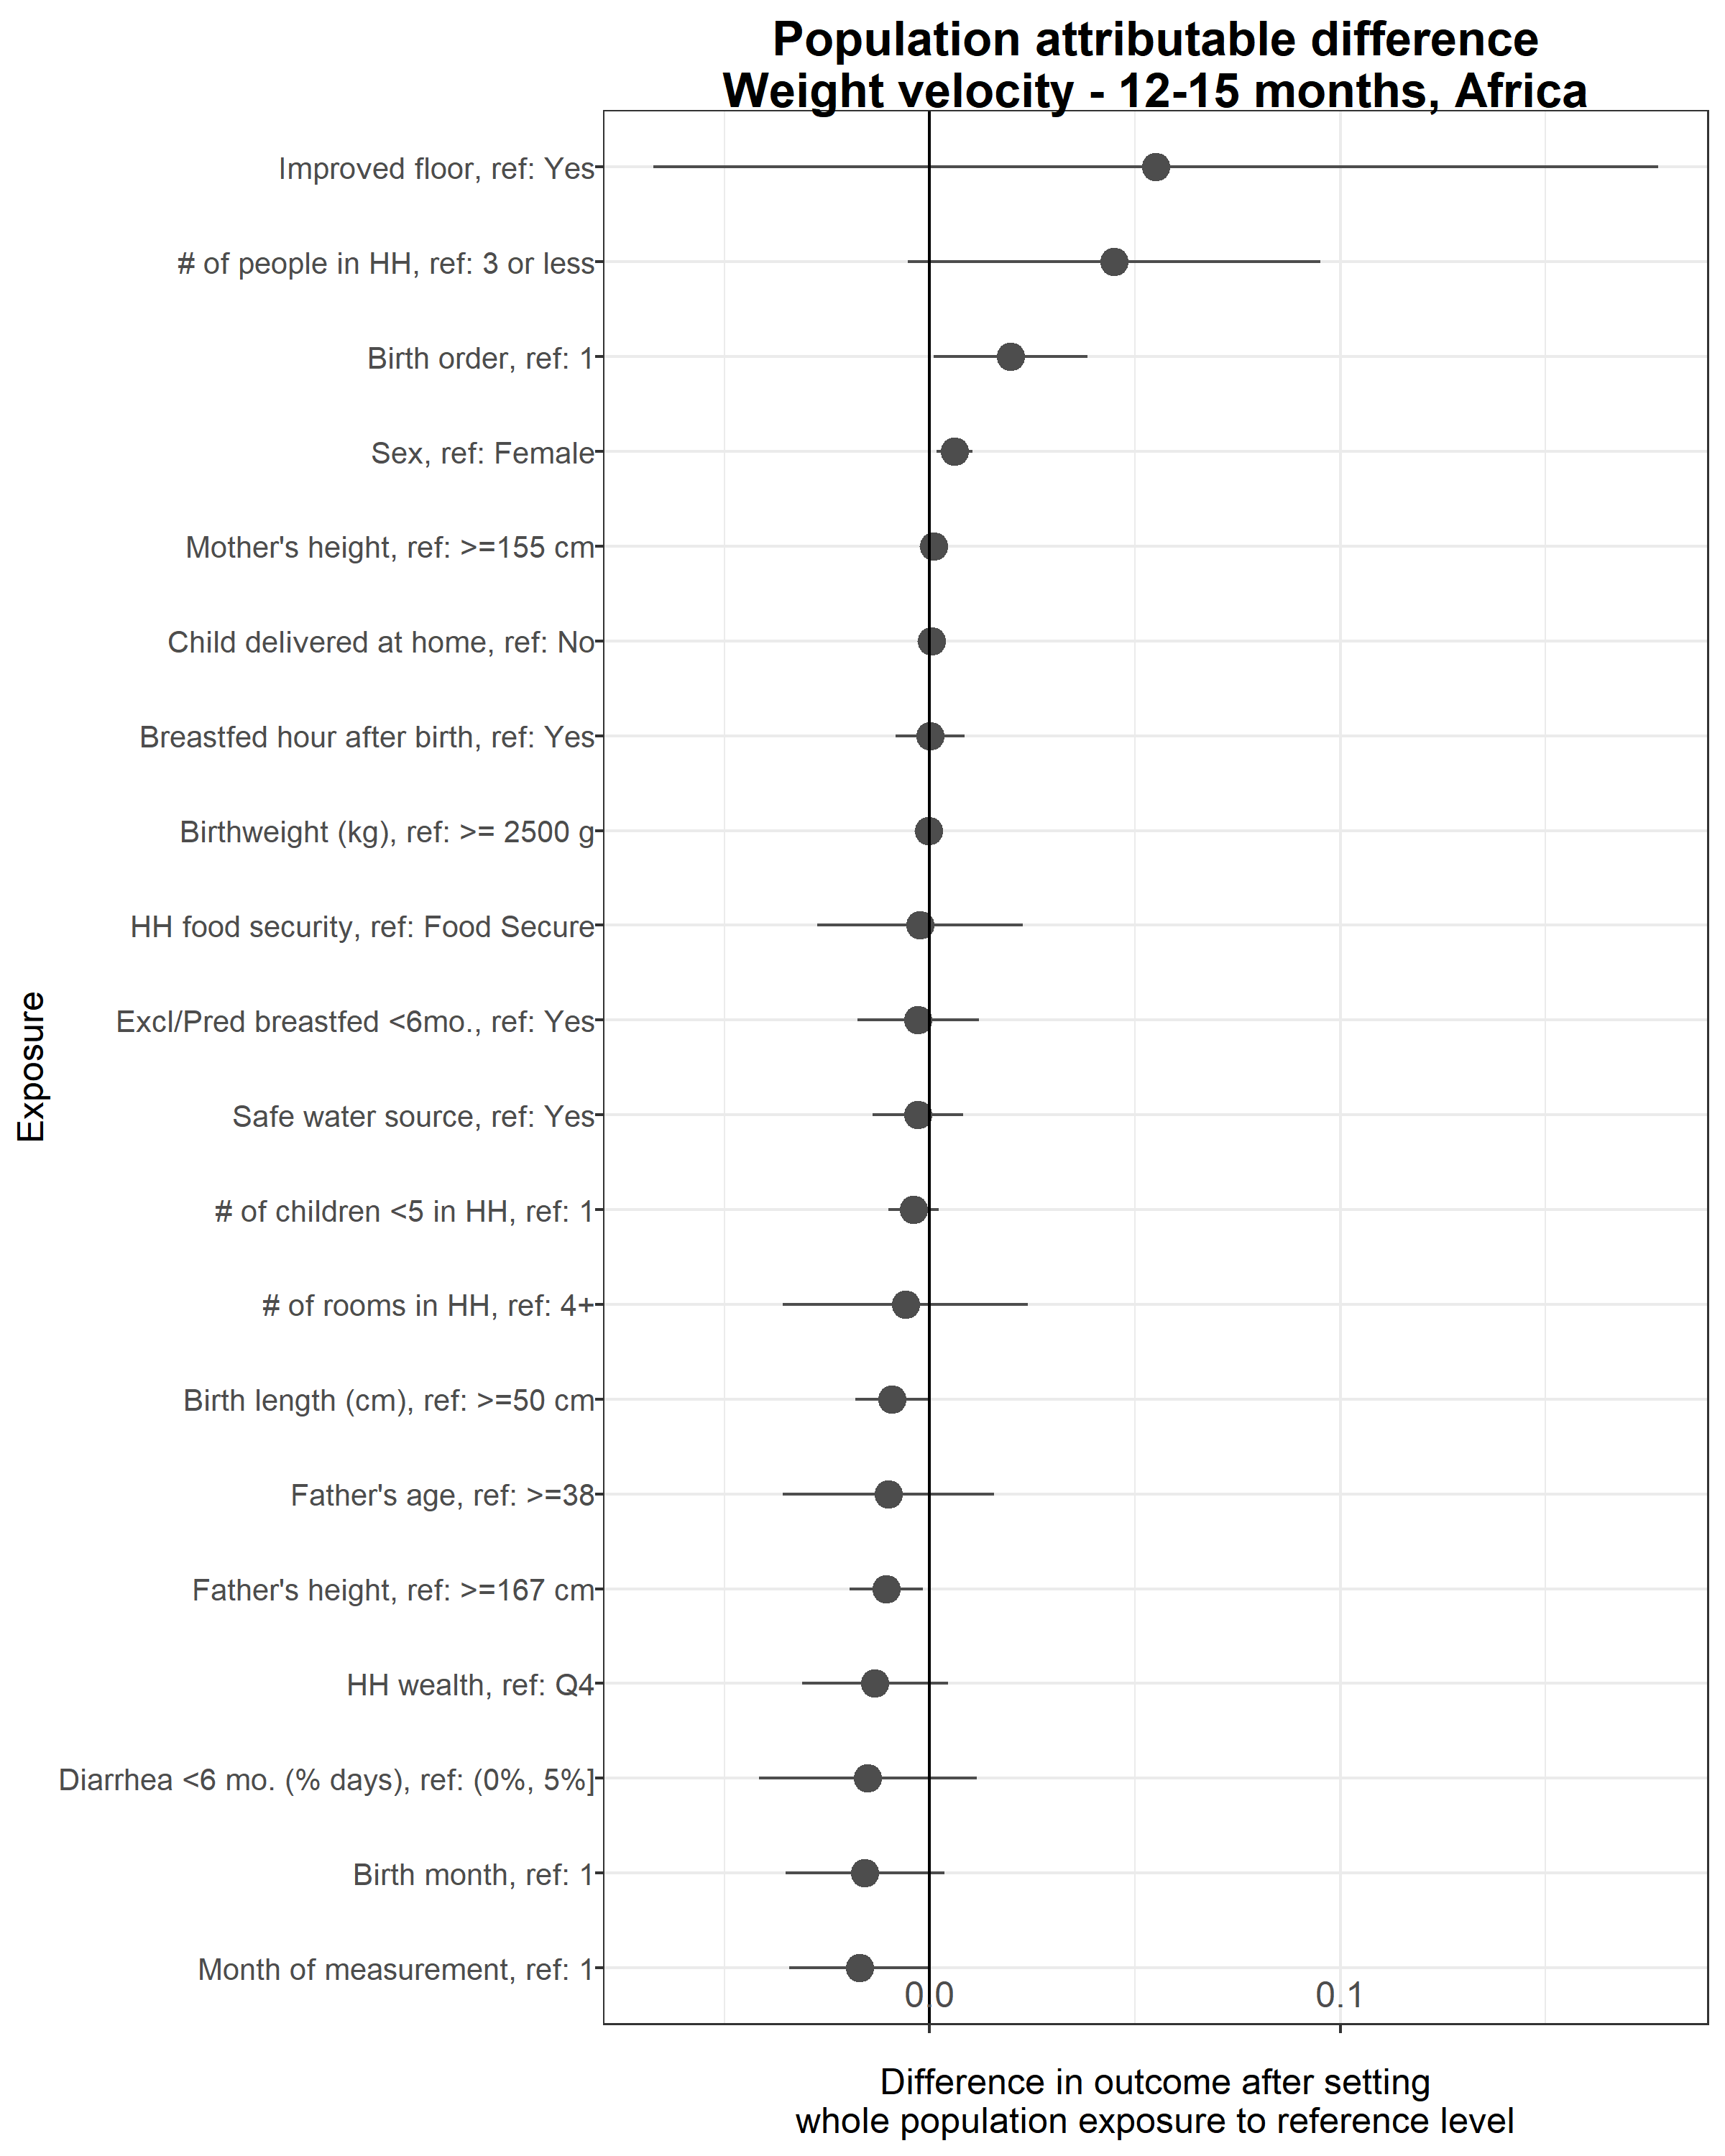 Population attributable difference
Weight velocity - 12-15 months, Africa
Exposure
Improved floor, ref: Yes
# of people in HH, ref: 3 or less
Birth order, ref: 1
Sex, ref: Female
Mother's height, ref: >=155 cm
Child delivered at home, ref: No
Breastfed hour after birth, ref: Yes
Birthweight (kg), ref: >= 2500 g
HH food security, ref: Food Secure
Excl/Pred breastfed <6mo., ref: Yes
Safe water source, ref: Yes
# of children <5 in HH, ref: 1
# of rooms in HH, ref: 4+
Birth length (cm), ref: >=50 cm
Father's age, ref: >=38
Father's height, ref: >=167 cm
HH wealth, ref: Q4
Diarrhea <6 mo. (% days), ref: (0%, 5%]
Birth month, ref: 1
Month of measurement, ref: 1
0.0 0.1
Difference in outcome after setting
whole population exposure to reference level